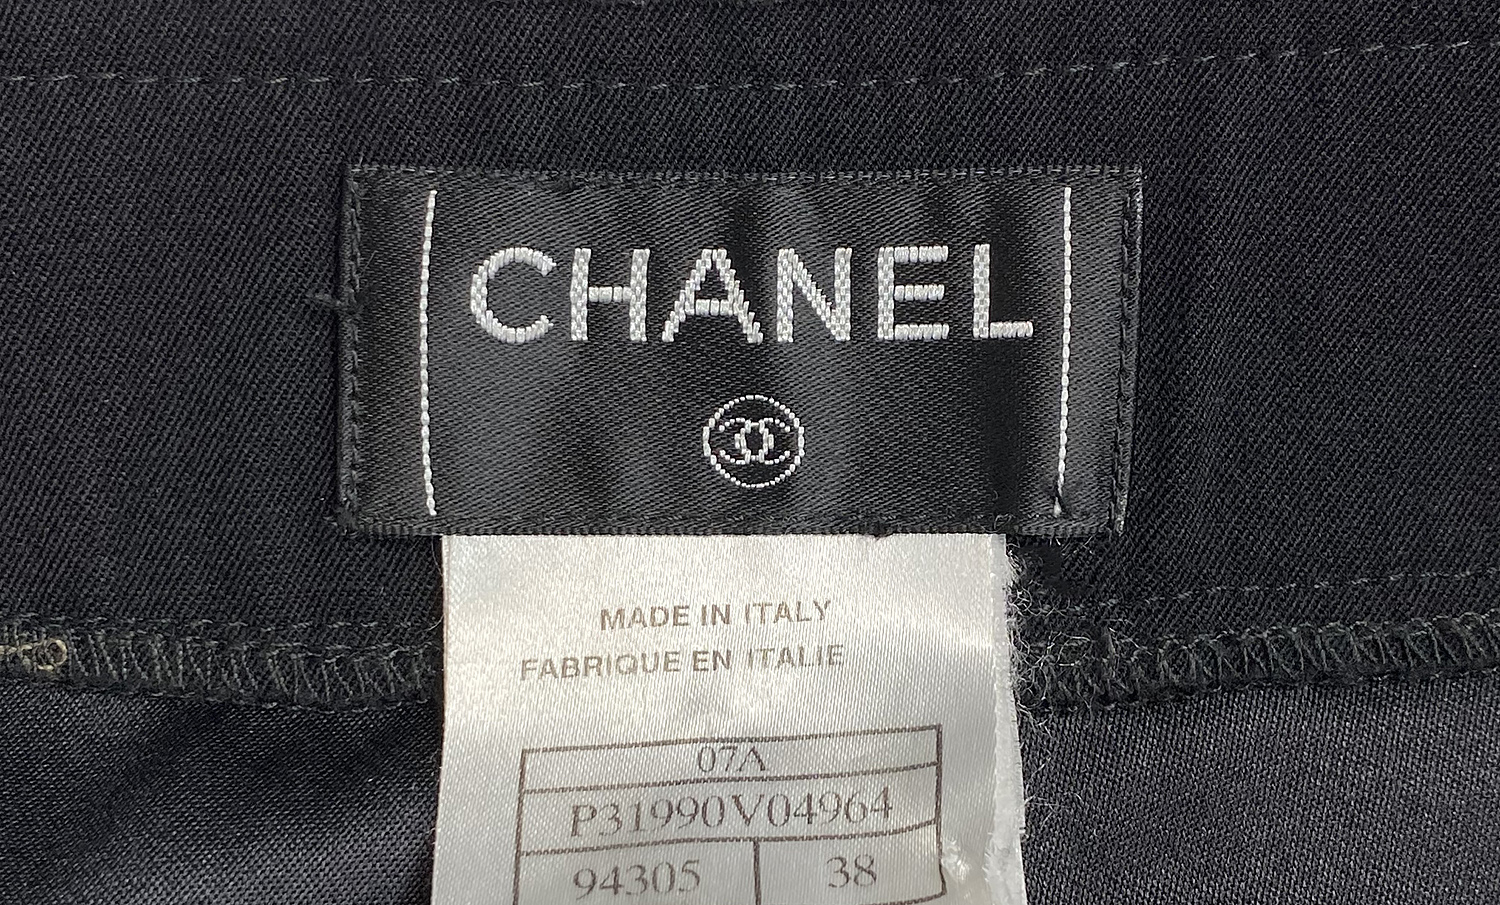 CHANEL
MADE IN ITALY
FABRIQUE EN ITALIE
07A
P31990V04964
94305 38